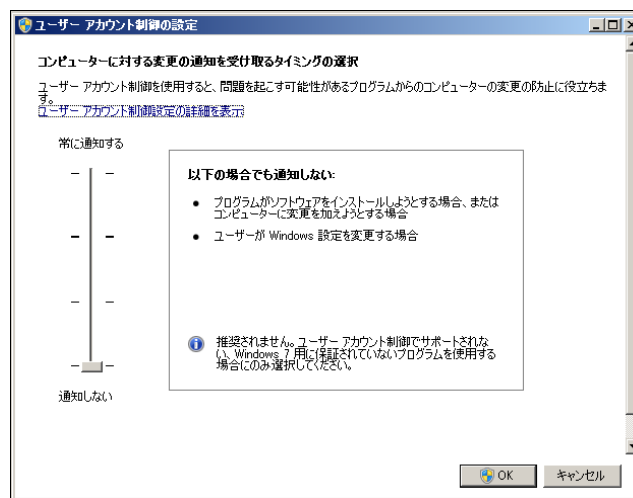 ユーザー アカウント制御の設定
コンピューターに対する変更の通知を受け取るタイミングの選択
ユーザー アカウント制御を使用すると、問題を起こす可能性があるプログラムからのコンピューターの変更の防止に役立ちま
す。
ユーザー アカウント制御設定の詳細を表示
常に通知する
以下の場合でも通知しない:
● プログラムがソフトウェアをインストールしようとする場合、または
コンピューターに変更を加えようとする場合
● ユーザーが Windows 設定を変更する場合
推奨されません。ユーザー アカウント制御でサポートされな
い、Windows 7 用に保証されていないプログラムを使用する
場合にのみ選択してください。
通知しない
OK
キャンセル